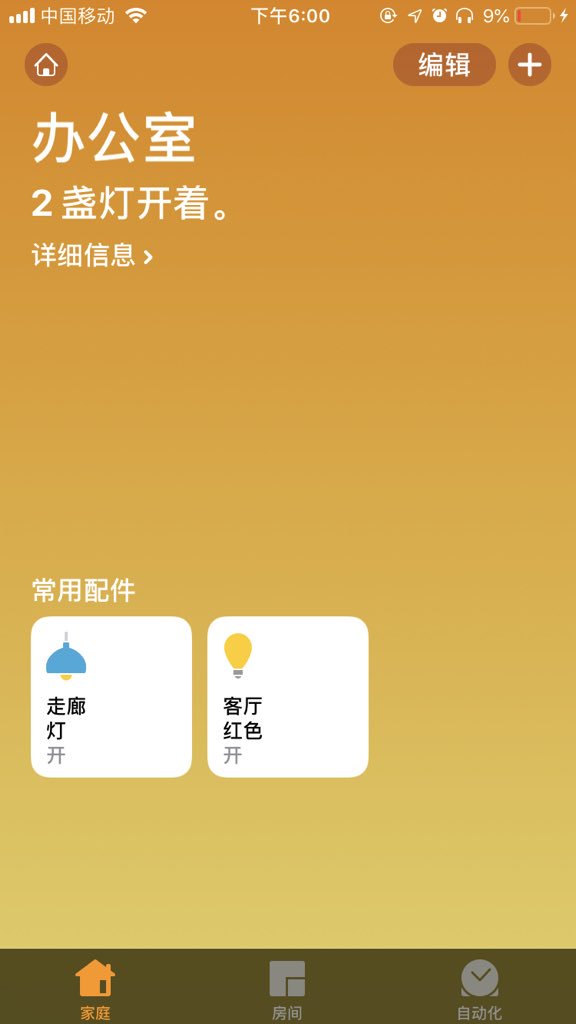 中国移动 下午6:00 9%
编辑
办公室
2 盏灯开着。
详细信息 ›
常用配件
走廊
灯
开
客厅
红色
开
家庭 房间 自动化